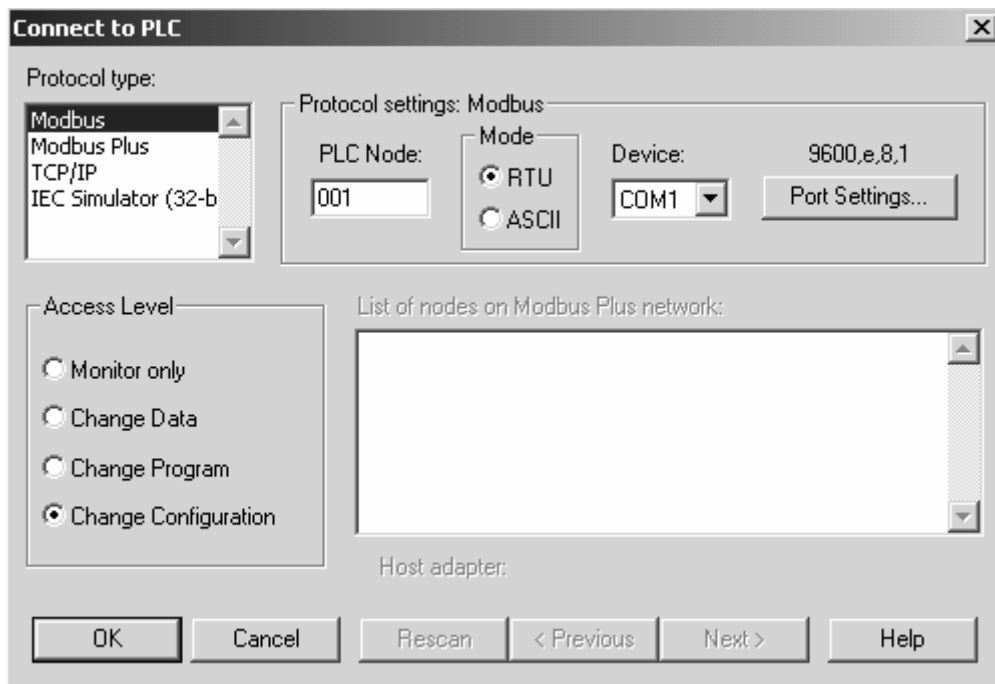 Connect to PLC
Protocol type:
Modbus
Modbus Plus
TCP/IP
IEC Simulator (32-b
Protocol settings: Modbus
PLC Node:
001
Mode
RTU
ASCII
Device:
COM1
9600,e,8,1
Port Settings...
Access Level
Monitor only
Change Data
Change Program
Change Configuration
List of nodes on Modbus Plus network:
Host adapter:
OK
Cancel
Rescan
< Previous
Next >
Help